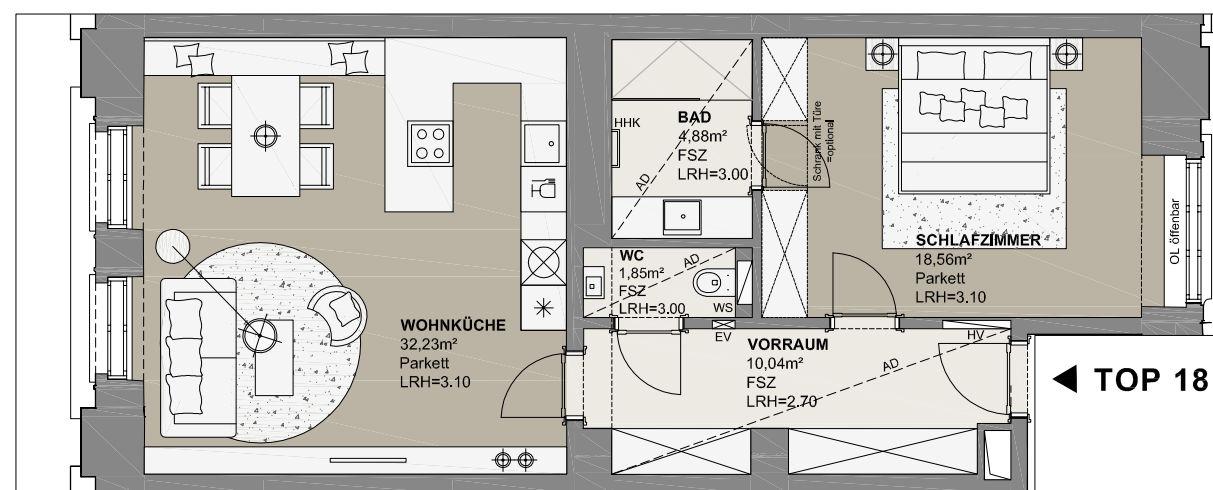 HHK
BAD
4,88m²
FSZ
LRH=3.00
AD
Schrank mit Türe
=optional
SCHLAFZIMMER
18,56m²
Parkett
LRH=3.10
OL öffenbar
WC
1,85m²
FSZ
LRH=3.00
AD
WS
EV
WOHNKÜCHE
32,23m²
Parkett
LRH=3.10
VORRAUM
10,04m²
FSZ
LRH=2.70
AD
HV
TOP 18